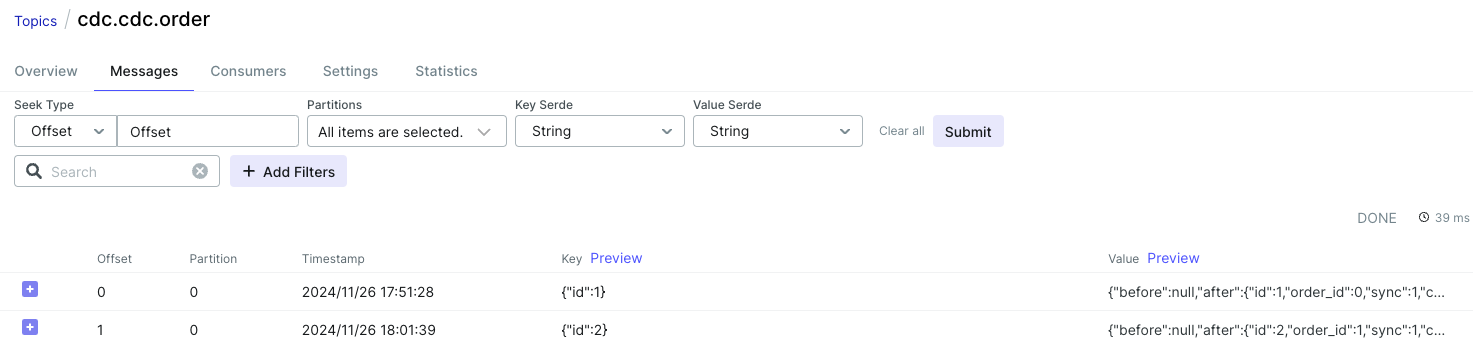 Topics / cdc.cdc.order
Overview Messages Consumers Settings Statistics
Seek Type Partitions Key Serde Value Serde
Offset Offset All items are selected. String String Clear all Submit
Search + Add Filters
DONE 39 ms
Offset Partition Timestamp Key Preview Value Preview
0 0 2024/11/26 17:51:28 {"id":1} {"before":null,"after":{"id":1,"order_id":0,"sync":1,"c...
1 0 2024/11/26 18:01:39 {"id":2} {"before":null,"after":{"id":2,"order_id":1,"sync":1,"c...